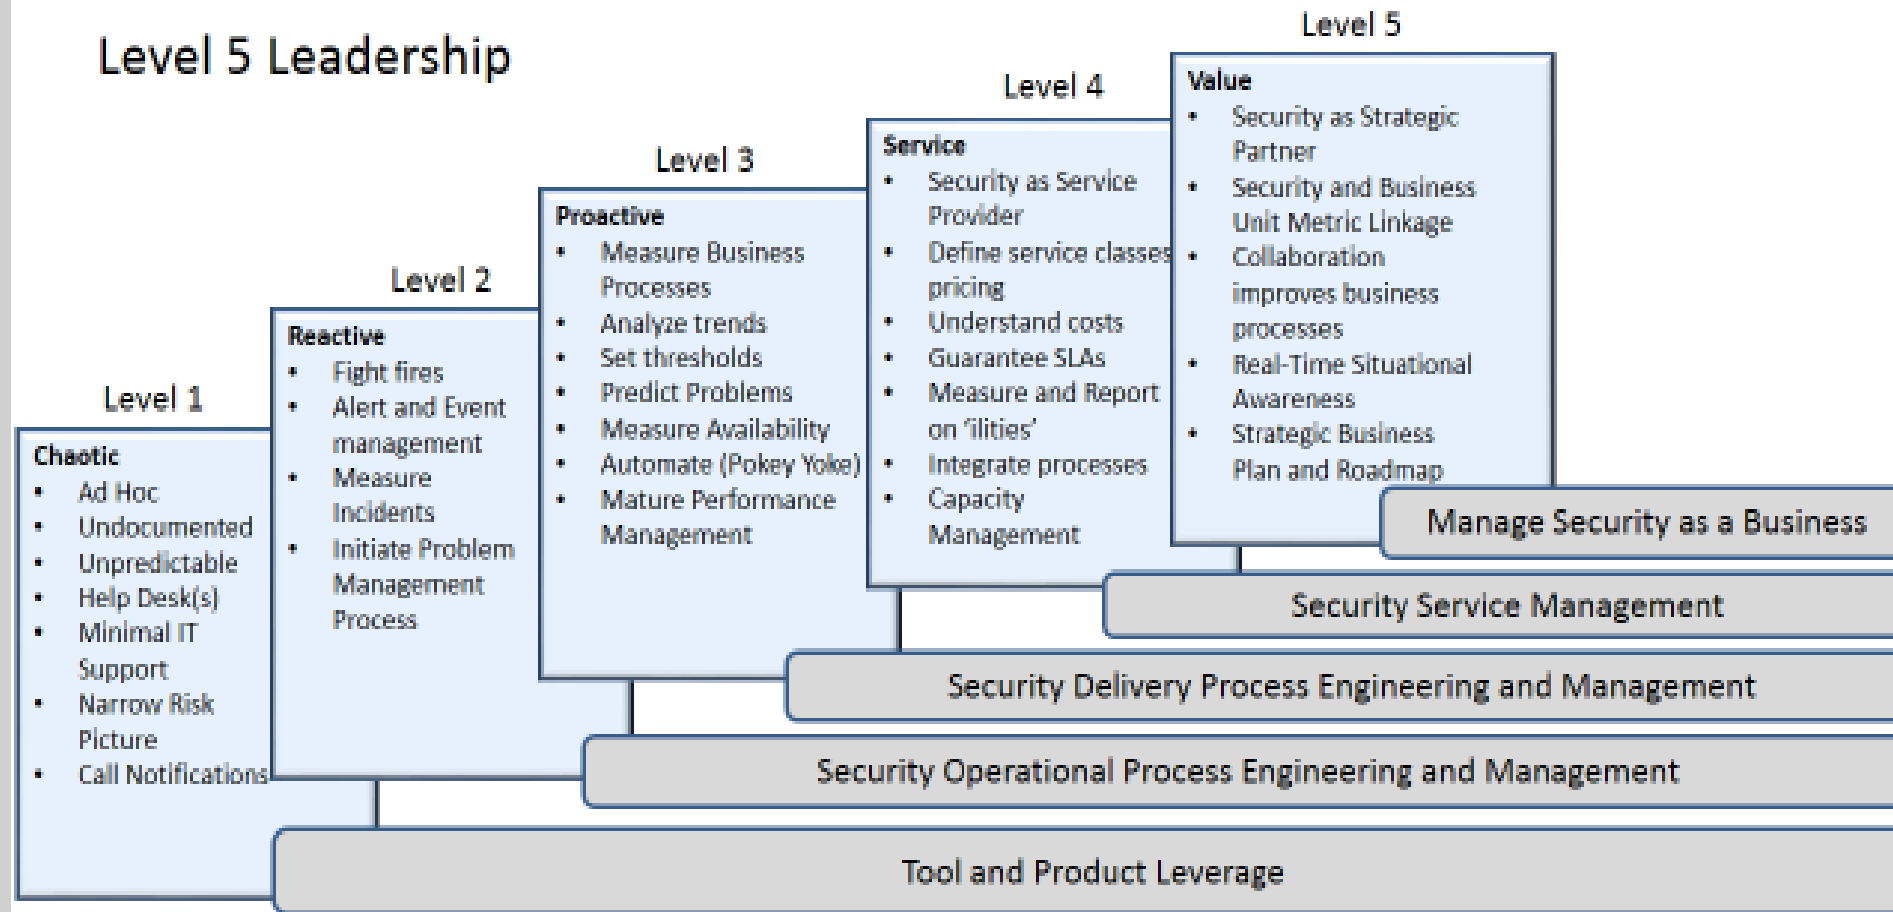 Level 5 Leadership
Level 1
Chaotic
• Ad Hoc
• Undocumented
• Unpredictable
• Help Desk(s)
• Minimal IT
Support
• Narrow Risk
Picture
• Call Notifications
Level 2
Reactive
• Fight fires
• Alert and Event
management
• Measure
Incidents
• Initiate Problem
Management
Process
Level 3
Proactive
• Measure Business
Processes
• Analyze trends
• Set thresholds
• Predict Problems
• Measure Availability
• Automate (Pokey Yoke)
• Mature Performance
Management
Level 4
Service
• Security as Service
Provider
• Define service classes
pricing
• Understand costs
• Guarantee SLAs
• Measure and Report
on ‘ilities’
• Integrate processes
• Capacity
Management
Level 5
Value
• Security as Strategic
Partner
• Security and Business
Unit Metric Linkage
• Collaboration
improves business
processes
• Real-Time Situational
Awareness
• Strategic Business
Plan and Roadmap
Manage Security as a Business
Security Service Management
Security Delivery Process Engineering and Management
Security Operational Process Engineering and Management
Tool and Product Leverage